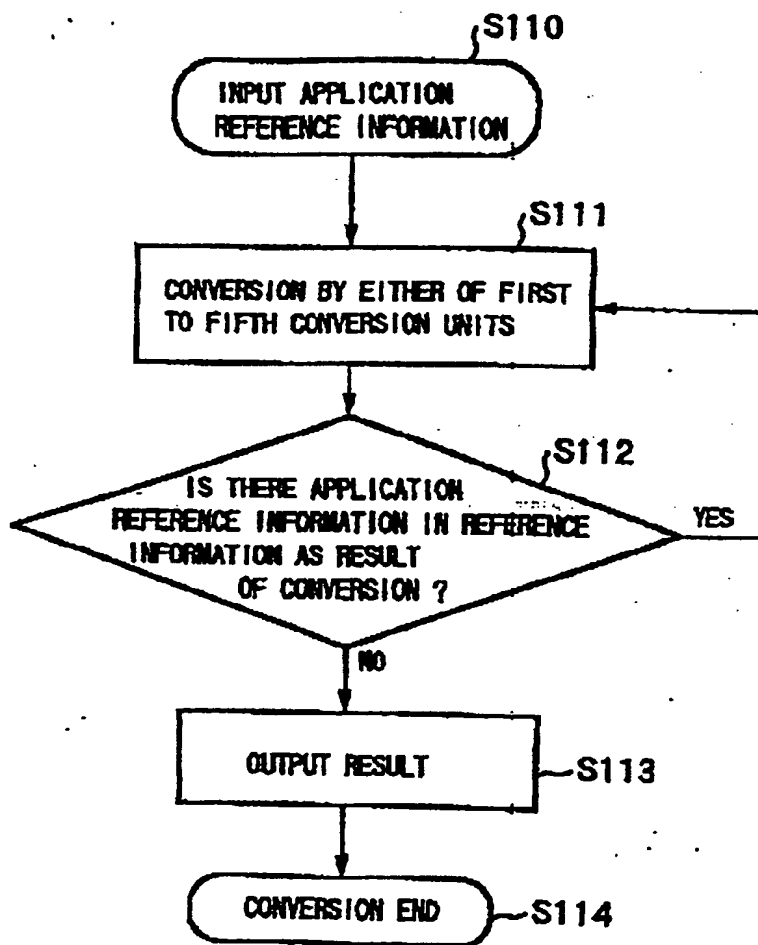 S110
INPUT APPLICATION
REFERENCE INFORMATION
S111
CONVERSION BY EITHER OF FIRST
TO FIFTH CONVERSION UNITS
S112
IS THERE APPLICATION
REFERENCE INFORMATION IN REFERENCE
INFORMATION AS RESULT
OF CONVERSION ?
YES
NO
OUTPUT RESULT
S113
CONVERSION END
S114